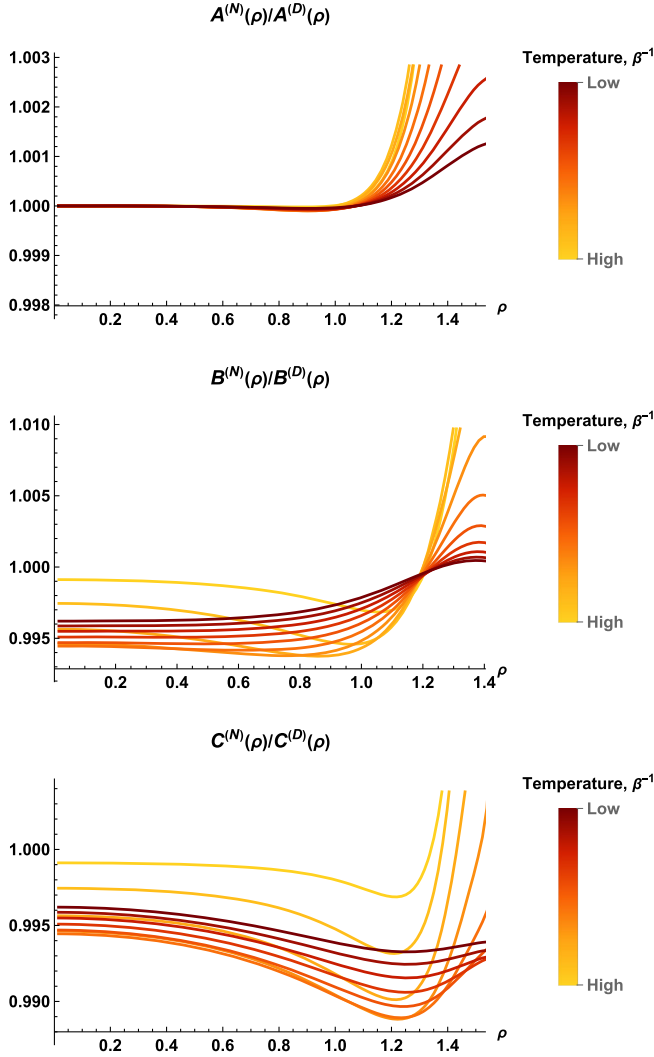 A^(N)(ρ)/A^(D)(ρ)
1.003
1.002
1.001
1.000
0.999
0.998
0.2 0.4 0.6 0.8 1.0 1.2 1.4
ρ
Temperature, β⁻¹
Low
High
B^(N)(ρ)/B^(D)(ρ)
1.010
1.005
1.000
0.995
0.2 0.4 0.6 0.8 1.0 1.2 1.4
ρ
Temperature, β⁻¹
Low
High
C^(N)(ρ)/C^(D)(ρ)
1.000
0.995
0.990
0.2 0.4 0.6 0.8 1.0 1.2 1.4
ρ
Temperature, β⁻¹
Low
High